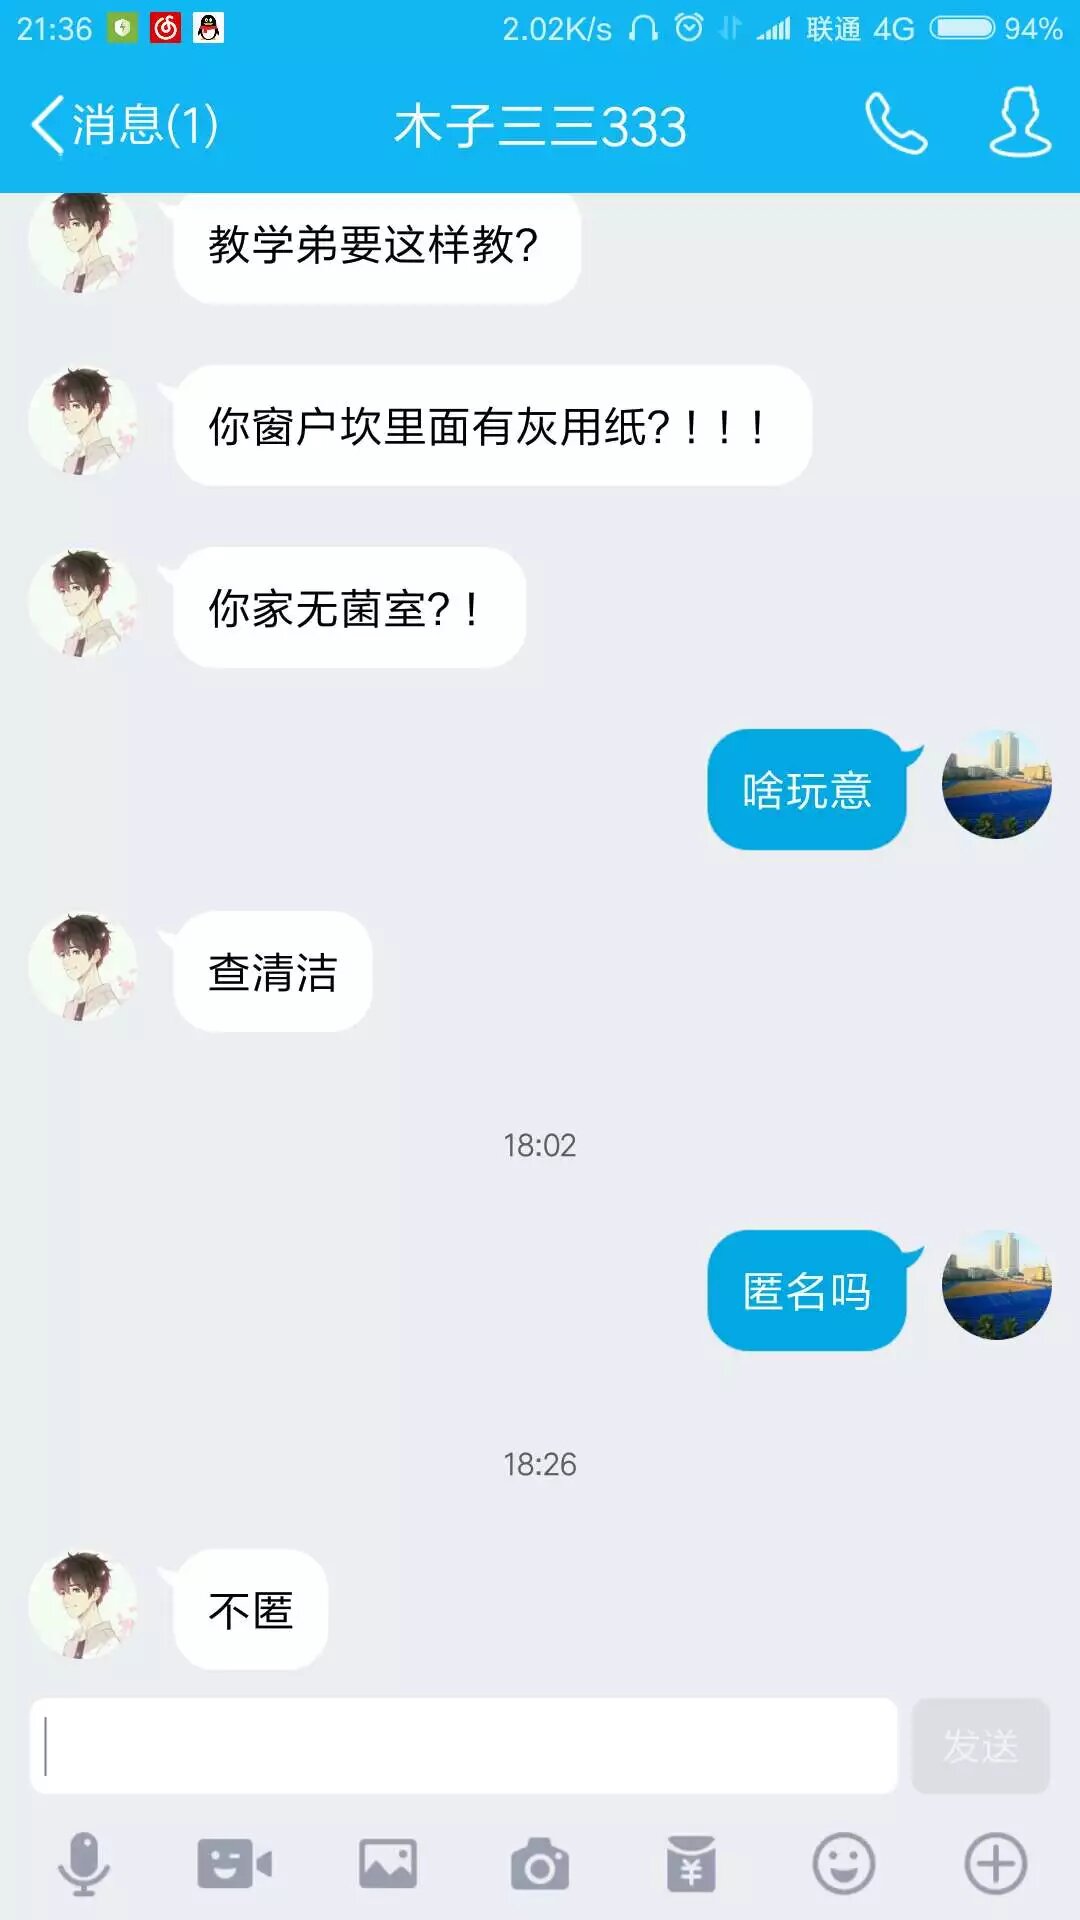 21:36 2.02K/s 联通 4G 94%
消息(1) 木子三三333
教学弟要这样教?
你窗户坎里面有灰用纸?！！！
你家无菌室?！
啥玩意
查清洁
18:02
匿名吗
18:26
不匿
发送